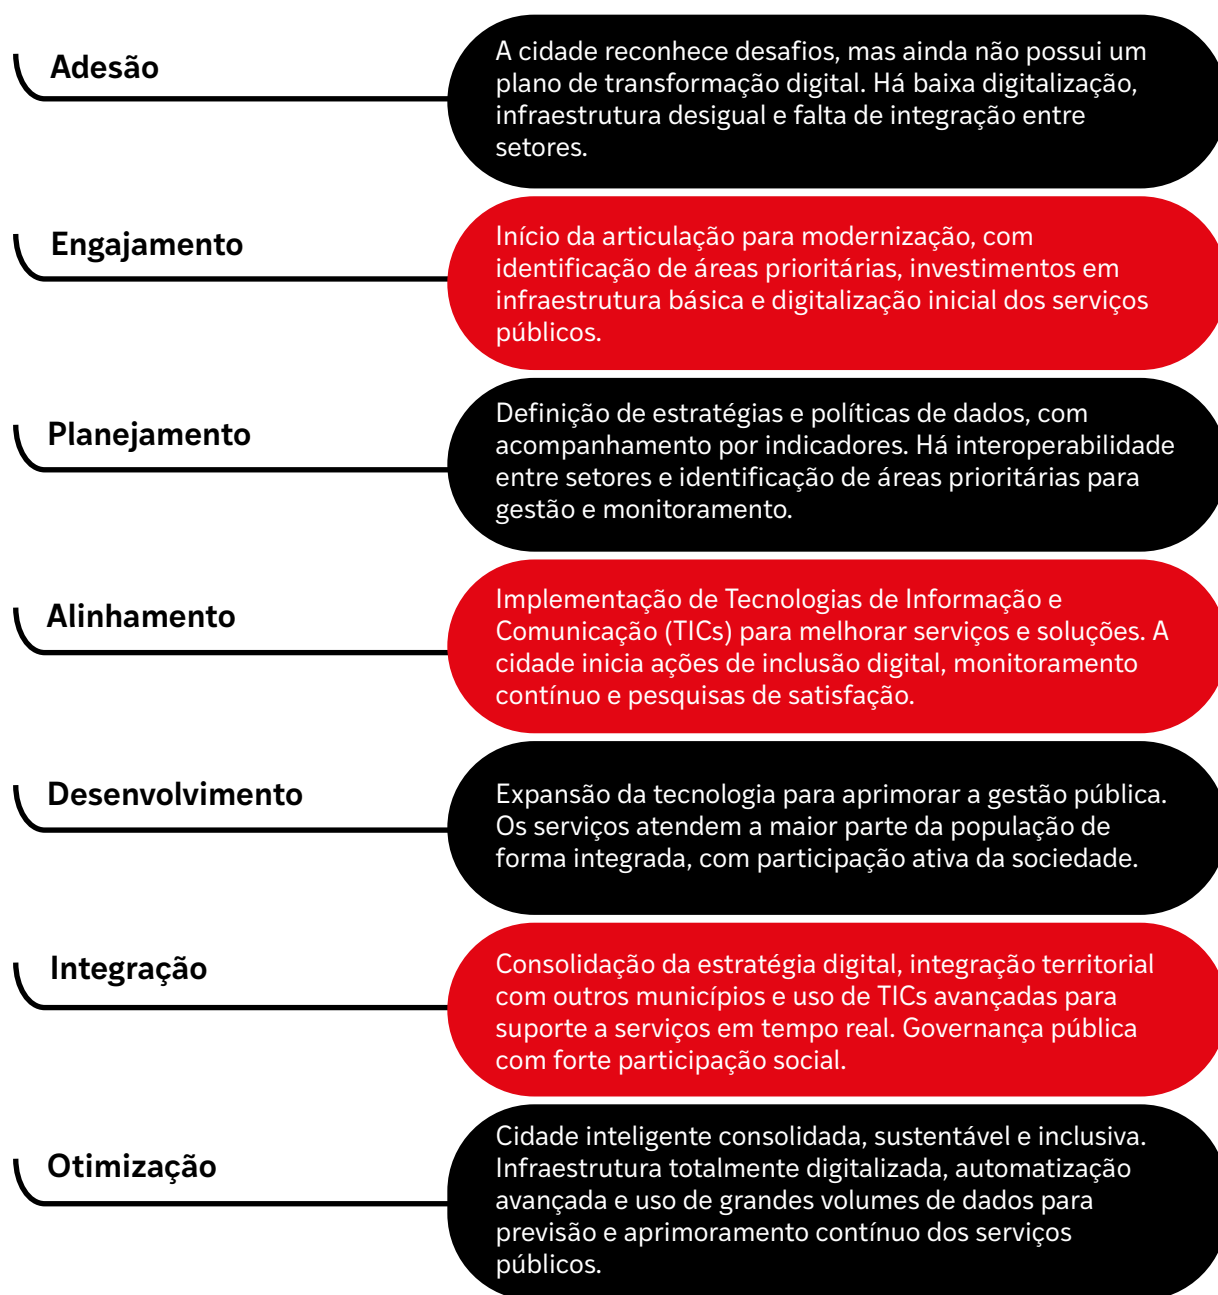 Adesão
A cidade reconhece desafios, mas ainda não possui um
plano de transformação digital. Há baixa digitalização,
infraestrutura desigual e falta de integração entre
setores.
Engajamento
Início da articulação para modernização, com
identificação de áreas prioritárias, investimentos em
infraestrutura básica e digitalização inicial dos serviços
públicos.
Planejamento
Definição de estratégias e políticas de dados, com
acompanhamento por indicadores. Há interoperabilidade
entre setores e identificação de áreas prioritárias para
gestão e monitoramento.
Alinhamento
Implementação de Tecnologias de Informação e
Comunicação (TICs) para melhorar serviços e soluções. A
cidade inicia ações de inclusão digital, monitoramento
contínuo e pesquisas de satisfação.
Desenvolvimento
Expansão da tecnologia para aprimorar a gestão pública.
Os serviços atendem a maior parte da população de
forma integrada, com participação ativa da sociedade.
Integração
Consolidação da estratégia digital, integração territorial
com outros municípios e uso de TICs avançadas para
suporte a serviços em tempo real. Governança pública
com forte participação social.
Otimização
Cidade inteligente consolidada, sustentável e inclusiva.
Infraestrutura totalmente digitalizada, automatização
avançada e uso de grandes volumes de dados para
previsão e aprimoramento contínuo dos serviços
públicos.